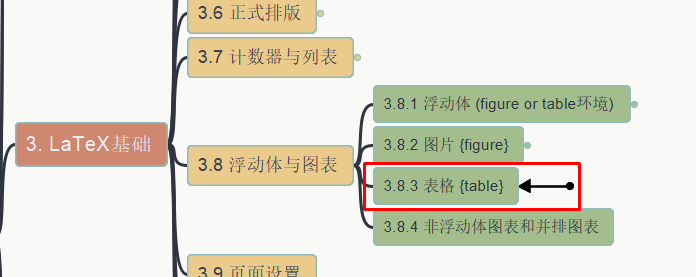 3.6 正式排版
3.7 计数器与列表
3.8.1 浮动体 (figure or table环境)
3. LaTeX基础
3.8.2 图片 {figure}
3.8 浮动体与图表
3.8.3 表格 {table}
3.8.4 非浮动体图表和并排图表
3.9 页面设置